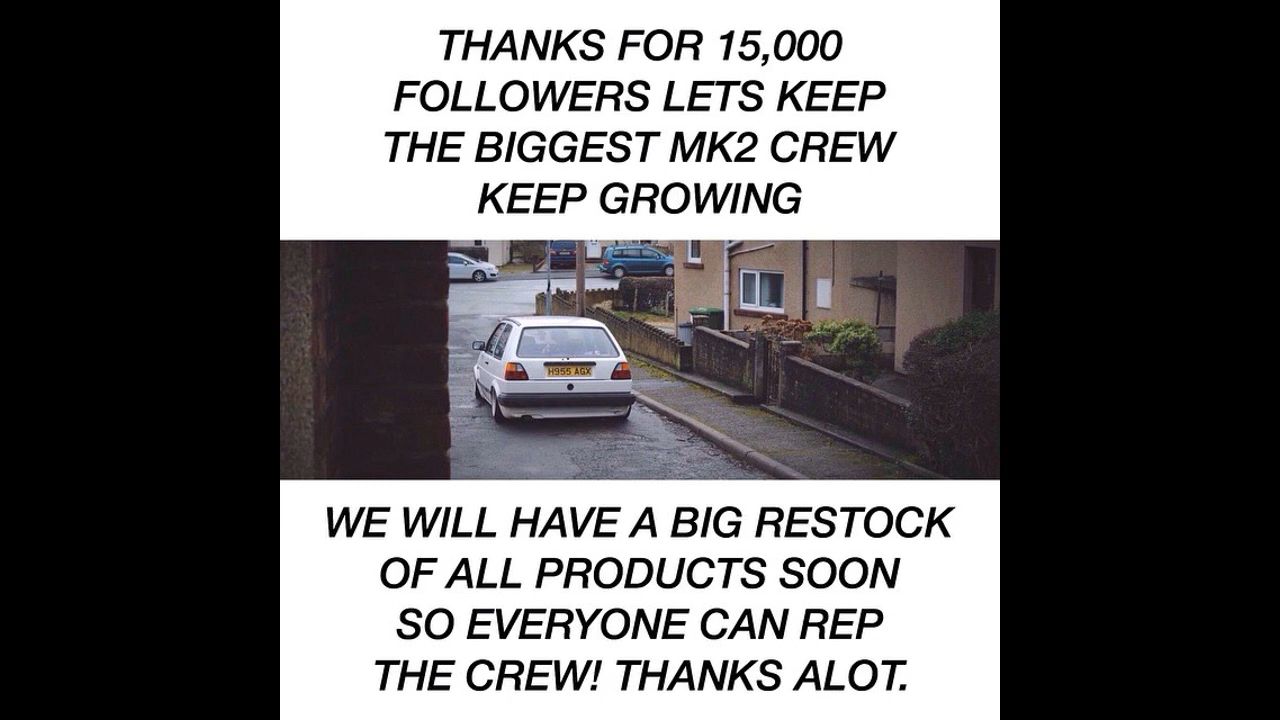 THANKS FOR 15,000
FOLLOWERS LETS KEEP
THE BIGGEST MK2 CREW
KEEP GROWING
H955 AGX
WE WILL HAVE A BIG RESTOCK
OF ALL PRODUCTS SOON
SO EVERYONE CAN REP
THE CREW! THANKS ALOT.